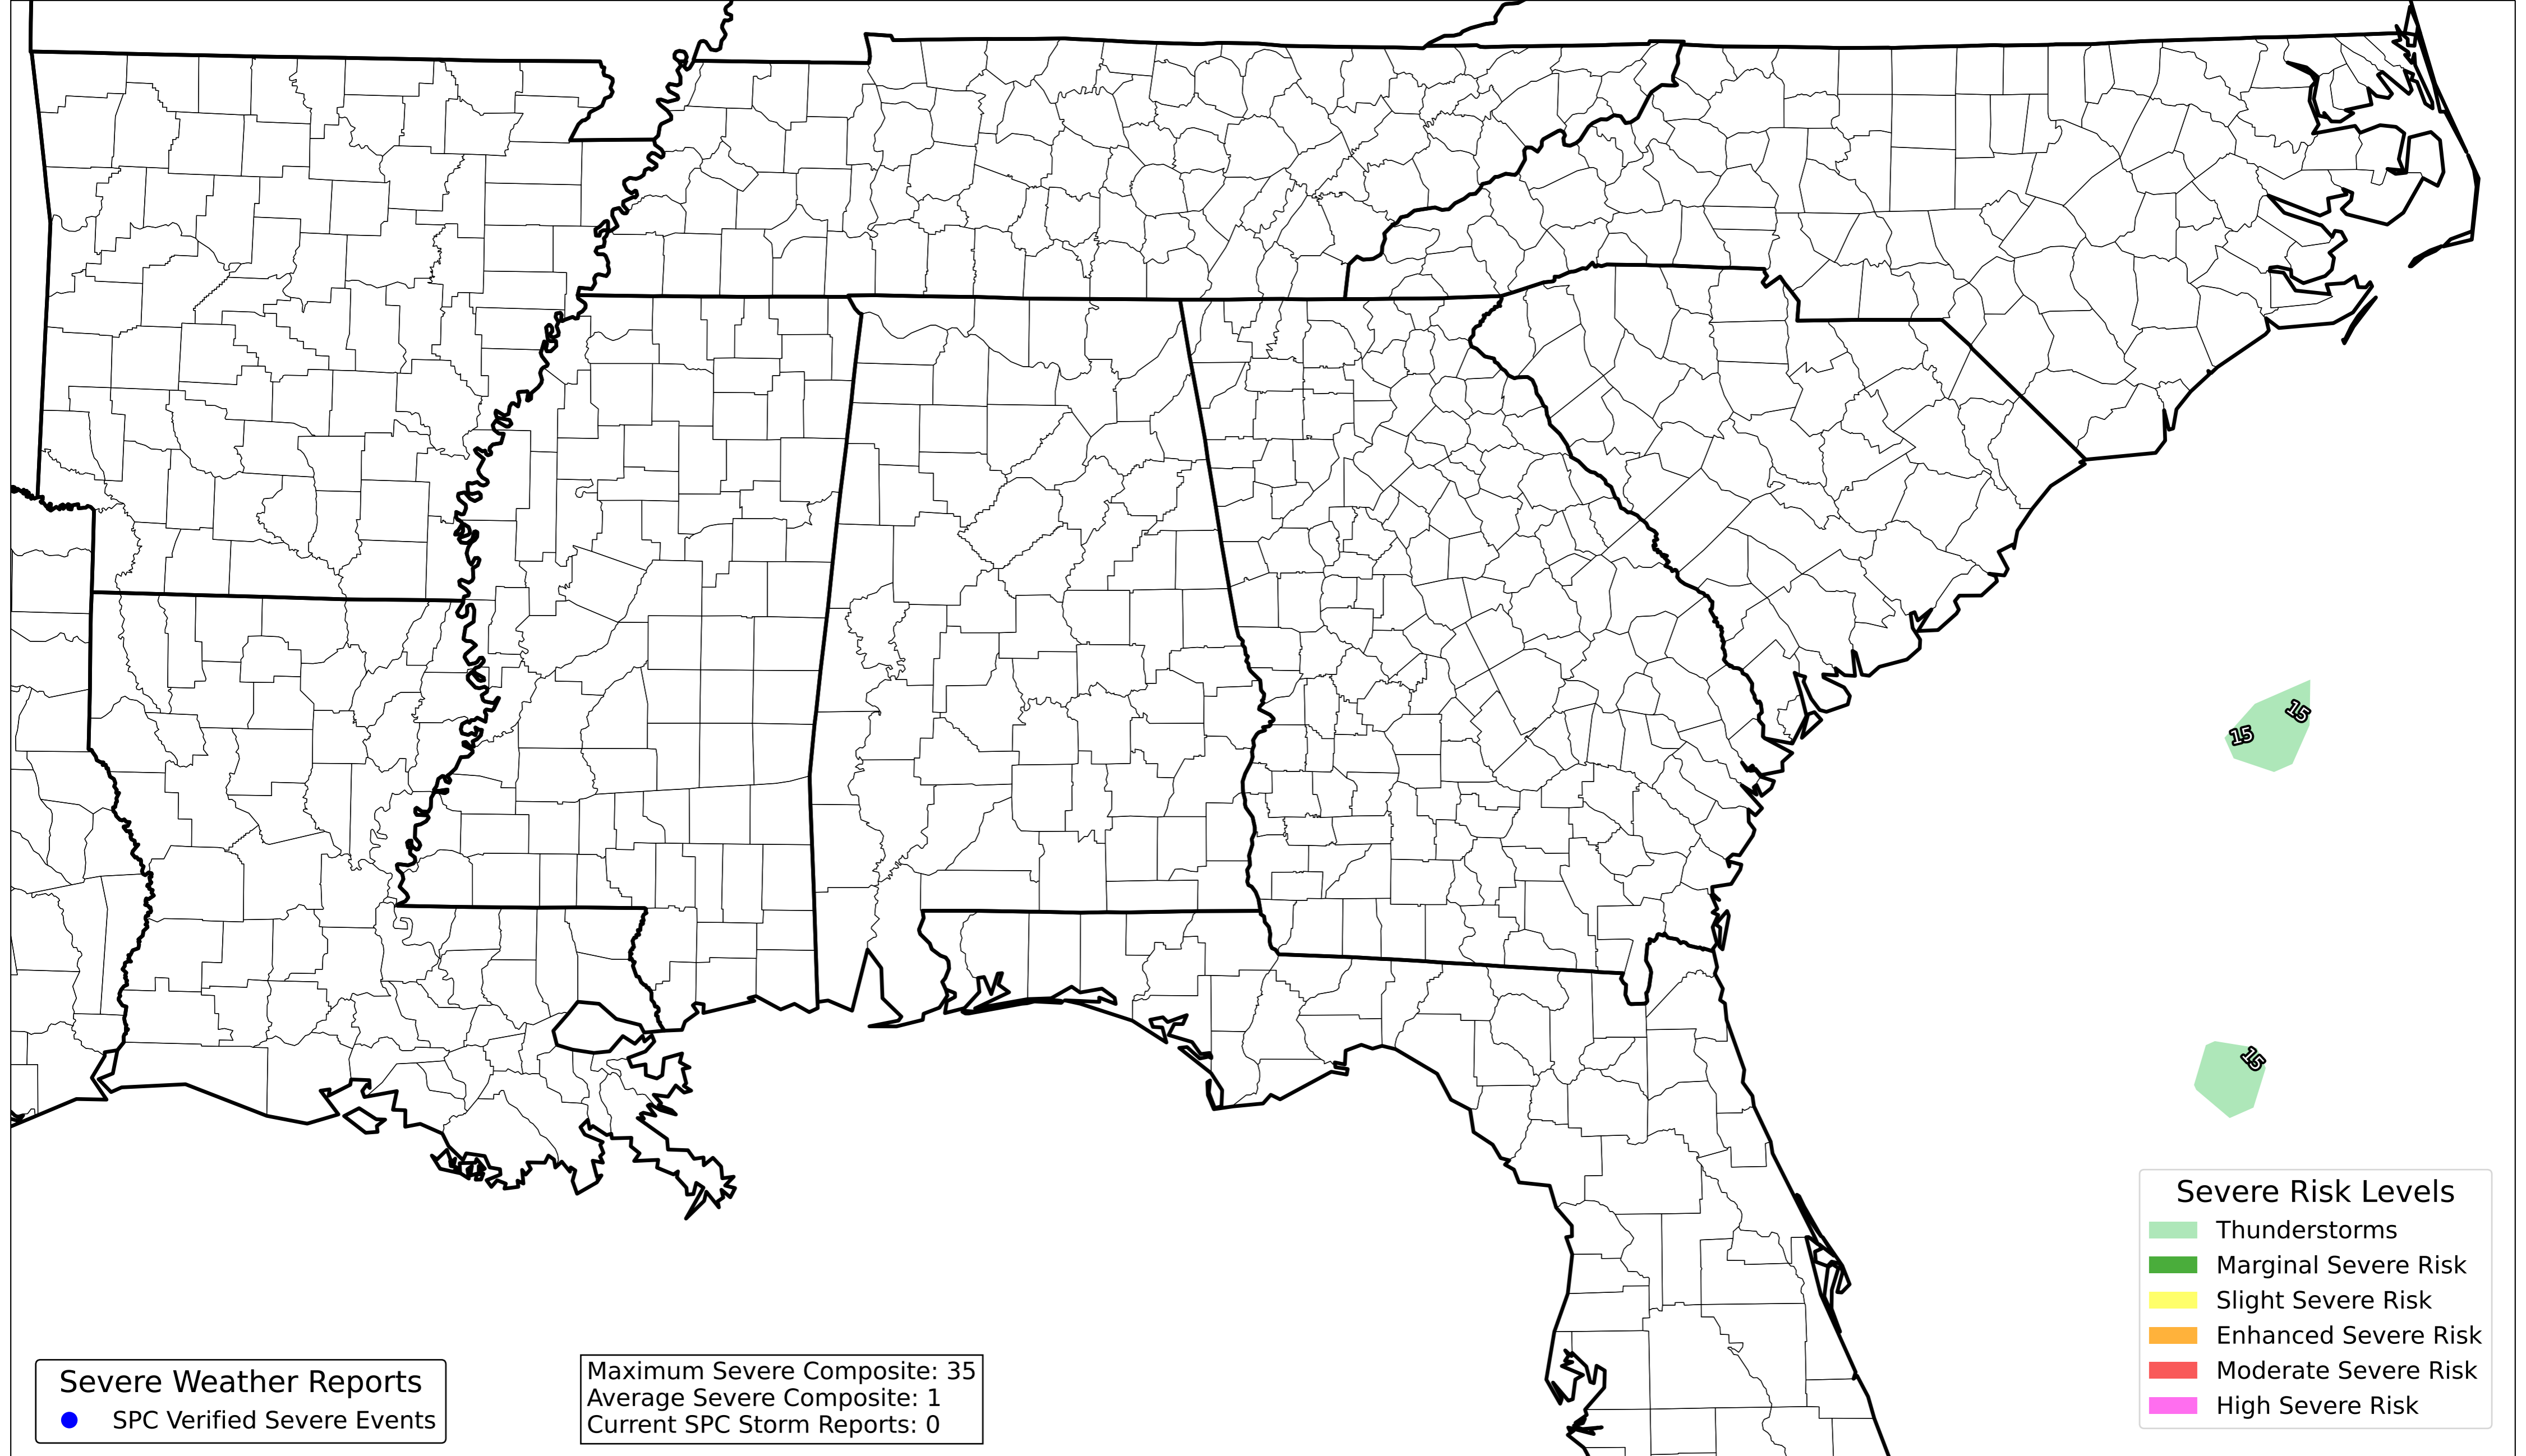 15
15
15
Severe Risk Levels
Thunderstorms
Marginal Severe Risk
Slight Severe Risk
Enhanced Severe Risk
Moderate Severe Risk
High Severe Risk
Severe Weather Reports
SPC Verified Severe Events
Maximum Severe Composite: 35
Average Severe Composite: 1
Current SPC Storm Reports: 0